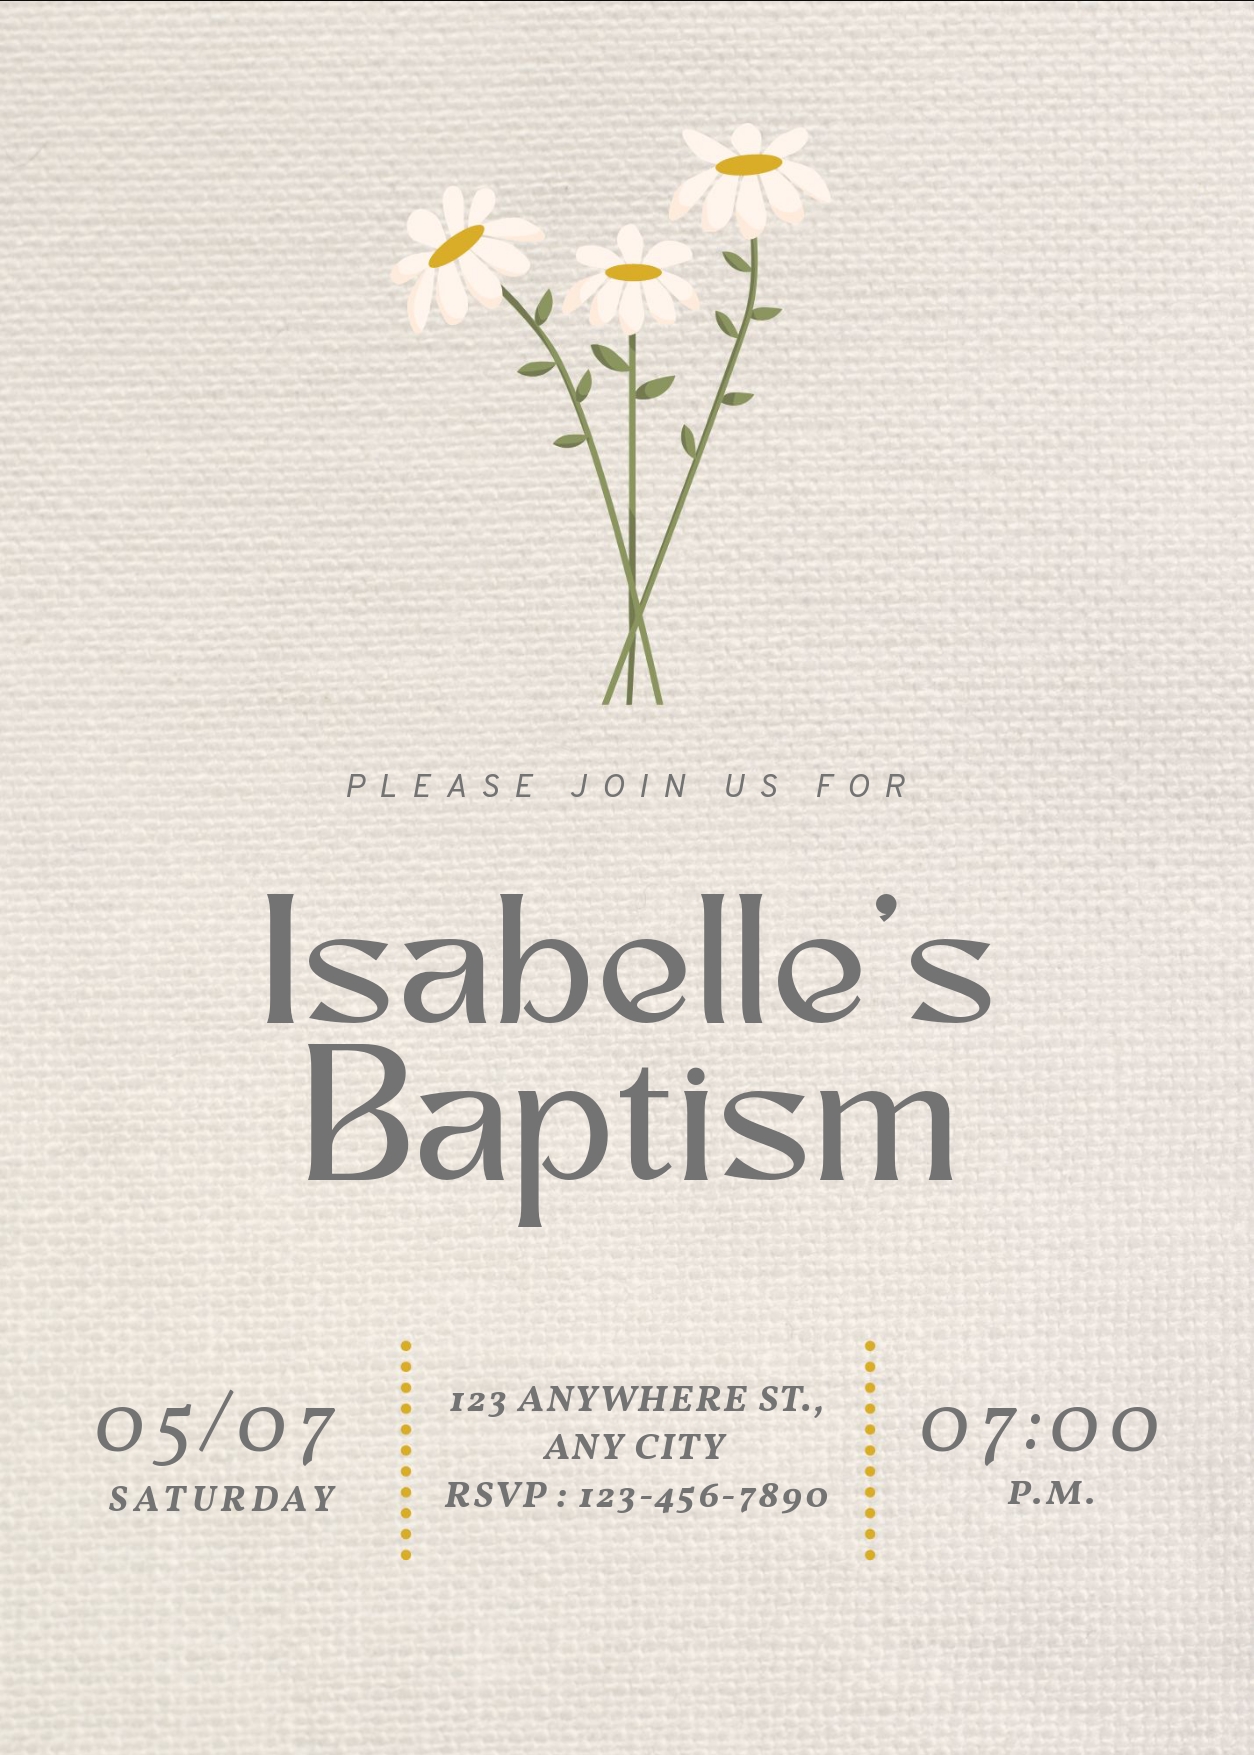 PLEASE JOIN US FOR
Isabelle's
Baptism
05/07
SATURDAY
123 ANYWHERE ST.,
ANY CITY
RSVP : 123-456-7890
07:00
P.M.